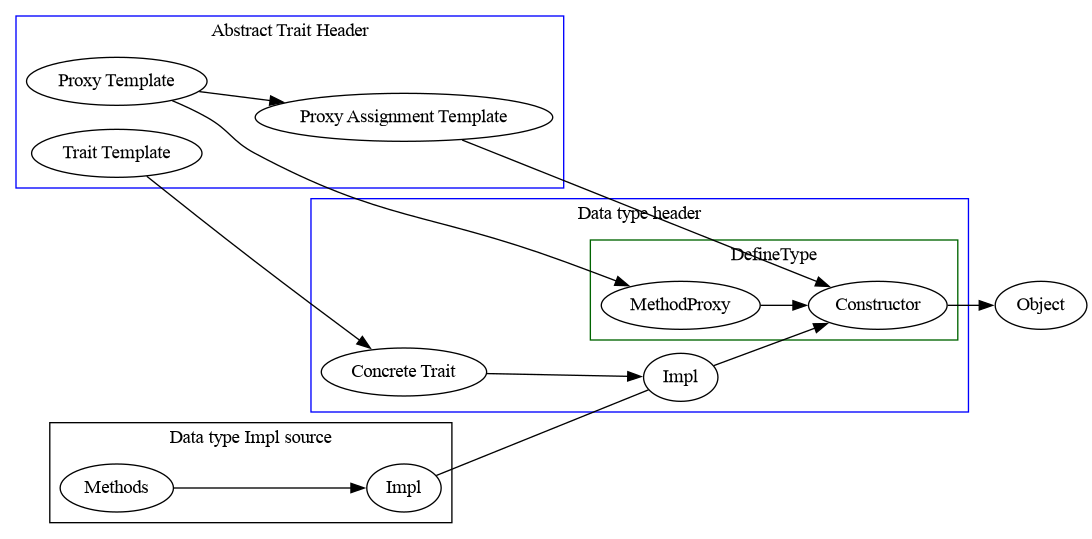 Abstract Trait Header
Proxy Template
Proxy Assignment Template
Trait Template
Data type header
DefineType
MethodProxy
Constructor
Object
Concrete Trait
Impl
Data type Impl source
Methods
Impl